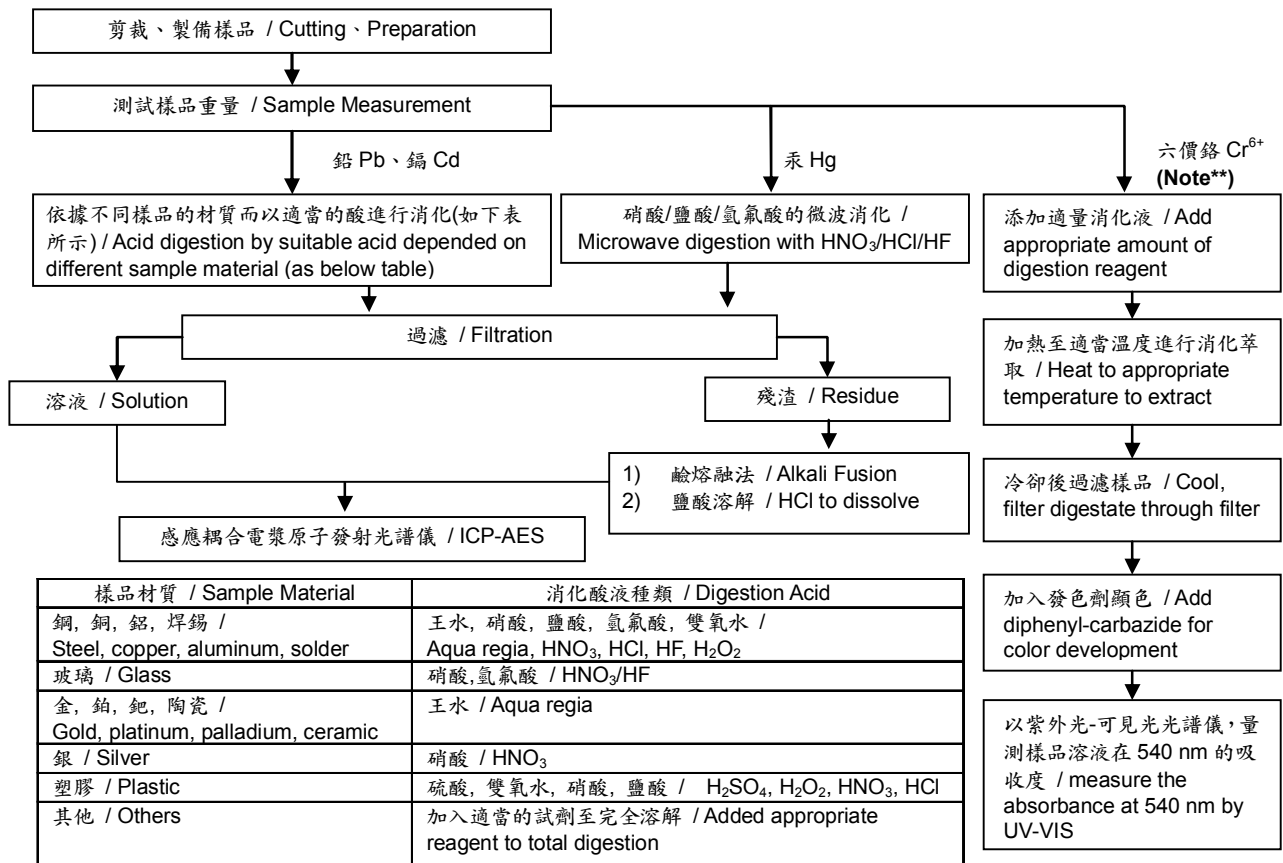 剪裁、製備樣品 / Cutting、Preparation
測試樣品重量 / Sample Measurement
鉛 Pb、鎘 Cd
汞 Hg
六價鉻 Cr⁶⁺
(Note**)
依據不同樣品的材質而以適當的酸進行消化(如下表
所示) / Acid digestion by suitable acid depended on
different sample material (as below table)
硝酸/鹽酸/氫氟酸的微波消化 /
Microwave digestion with HNO₃/HCl/HF
添加適量消化液 / Add
appropriate amount of
digestion reagent
過濾 / Filtration
加熱至適當溫度進行消化萃
取 / Heat to appropriate
temperature to extract
溶液 / Solution
殘渣 / Residue
1) 鹼熔融法 / Alkali Fusion
2) 鹽酸溶解 / HCl to dissolve
冷卻後過濾樣品 / Cool,
filter digestate through filter
感應耦合電漿原子發射光譜儀 / ICP-AES
加入發色劑顯色 / Add
diphenyl-carbazide for
color development
以紫外光-可見光光譜儀，量
測樣品溶液在 540 nm 的吸
收度 / measure the
absorbance at 540 nm by
UV-VIS
樣品材質 / Sample Material 消化酸液種類 / Digestion Acid
鋼, 銅, 鋁, 焊錫 /
Steel, copper, aluminum, solder
王水, 硝酸, 鹽酸, 氫氟酸, 雙氧水 /
Aqua regia, HNO₃, HCl, HF, H₂O₂
玻璃 / Glass 硝酸,氫氟酸 / HNO₃/HF
金, 鉑, 鈀, 陶瓷 /
Gold, platinum, palladium, ceramic
王水 / Aqua regia
銀 / Silver 硝酸 / HNO₃
塑膠 / Plastic 硫酸, 雙氧水, 硝酸, 鹽酸 / H₂SO₄, H₂O₂, HNO₃, HCl
其他 / Others
加入適當的試劑至完全溶解 / Added appropriate
reagent to total digestion